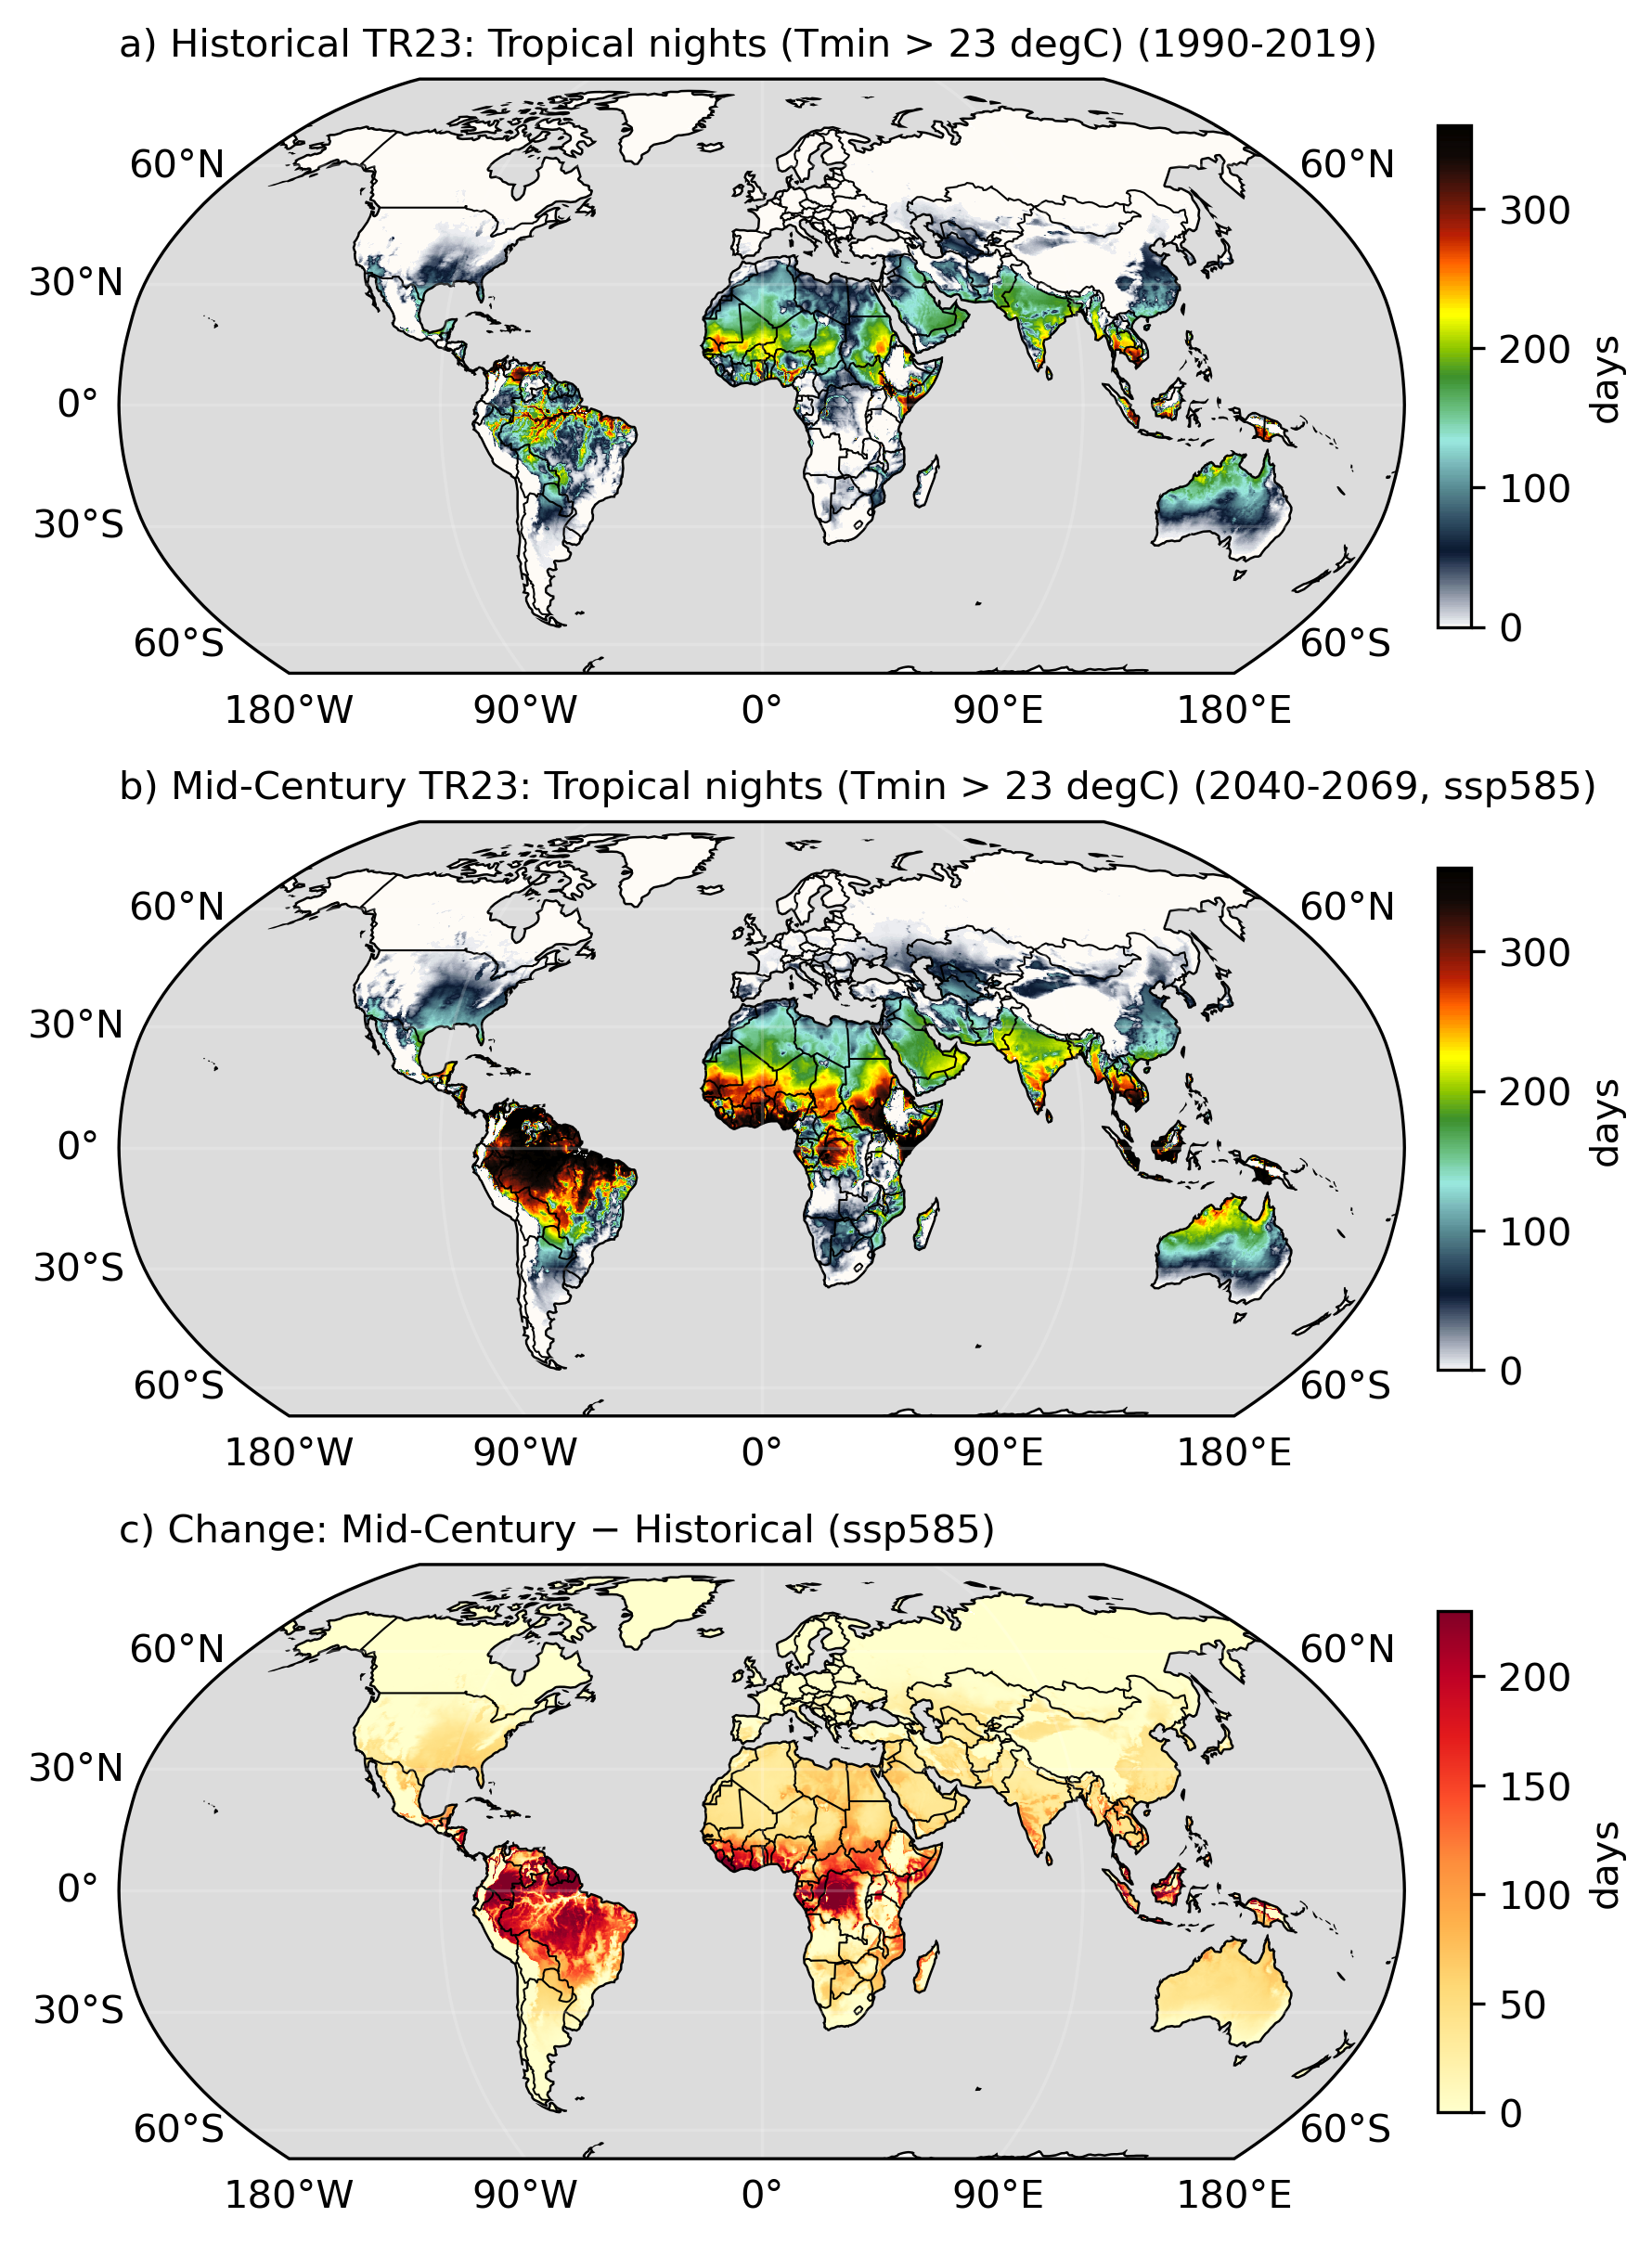 a) Historical TR23: Tropical nights (Tmin > 23 degC) (1990-2019)
60°N 60°N
300
30°N
200
days
0°
100
30°S
0
60°S 60°S
180°W 90°W 0° 90°E 180°E
b) Mid-Century TR23: Tropical nights (Tmin > 23 degC) (2040-2069, ssp585)
60°N 60°N
300
30°N
200
days
0°
100
30°S
0
60°S 60°S
180°W 90°W 0° 90°E 180°E
c) Change: Mid-Century − Historical (ssp585)
60°N 60°N
200
30°N
150
days
0°
100
50
30°S
0
60°S 60°S
180°W 90°W 0° 90°E 180°E